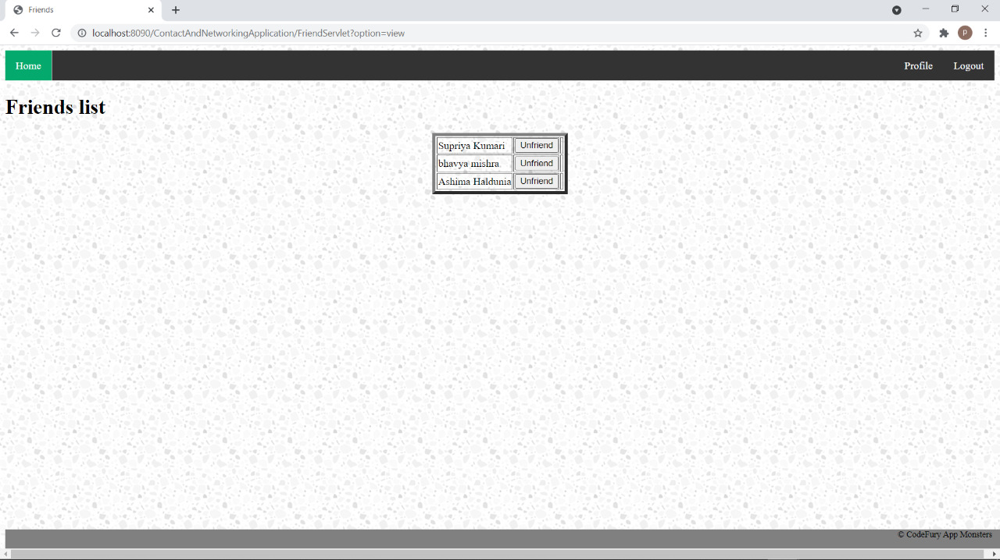 Friends
localhost:8090/ContactAndNetworkingApplication/FriendServlet?option=view
p
Home Profile Logout
Friends list
Supriya Kumari Unfriend
bhavya mishra Unfriend
Ashima Haldunia Unfriend
© CodeFury App Monsters